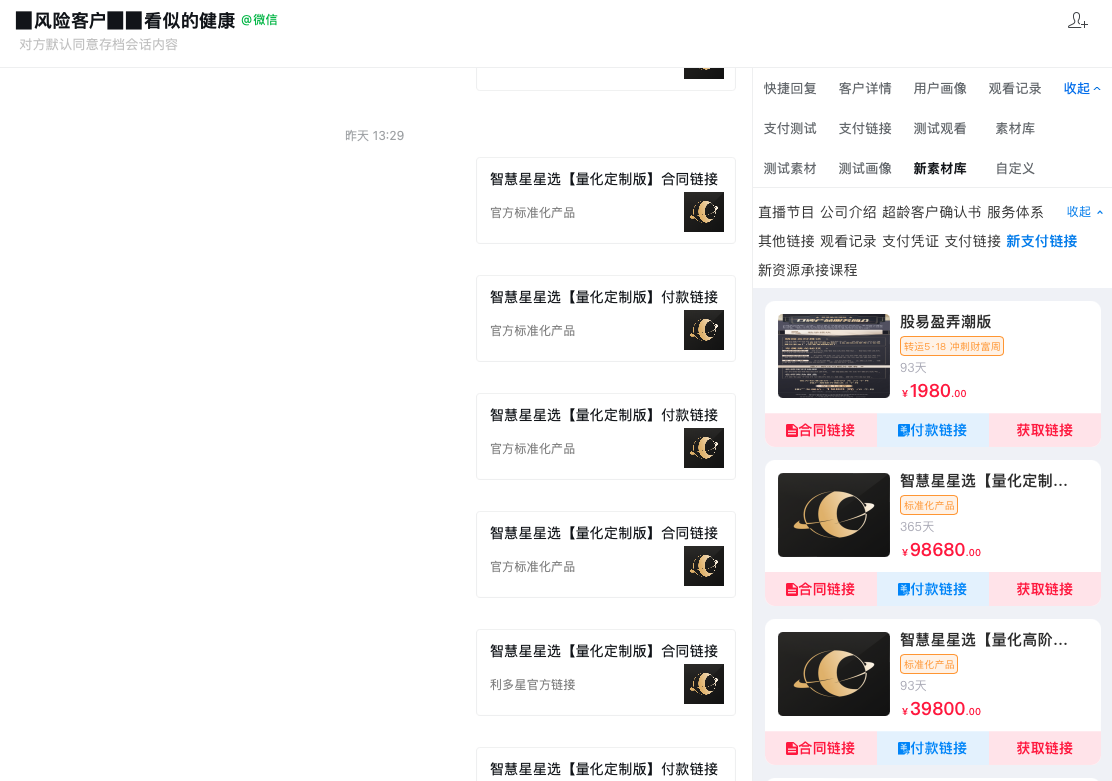 █风险客户██看似的健康 @微信
对方默认同意存档会话内容
昨天 13:29
智慧星星选【量化定制版】合同链接
官方标准化产品
智慧星星选【量化定制版】付款链接
官方标准化产品
智慧星星选【量化定制版】付款链接
官方标准化产品
智慧星星选【量化定制版】合同链接
官方标准化产品
智慧星星选【量化定制版】合同链接
利多星官方链接
智慧星星选【量化定制版】付款链接
快捷回复 客户详情 用户画像 观看记录 收起
支付测试 支付链接 测试观看 素材库
测试素材 测试画像 新素材库 自定义
直播节目 公司介绍 超龄客户确认书 服务体系 收起
其他链接 观看记录 支付凭证 支付链接 新支付链接
新资源承接课程
股易盈弄潮版
转运5·18 冲刺财富周
93天
¥1980.00
合同链接 付款链接 获取链接
智慧星星选【量化定制...
标准化产品
365天
¥98680.00
合同链接 付款链接 获取链接
智慧星星选【量化高阶...
标准化产品
93天
¥39800.00
合同链接 付款链接 获取链接